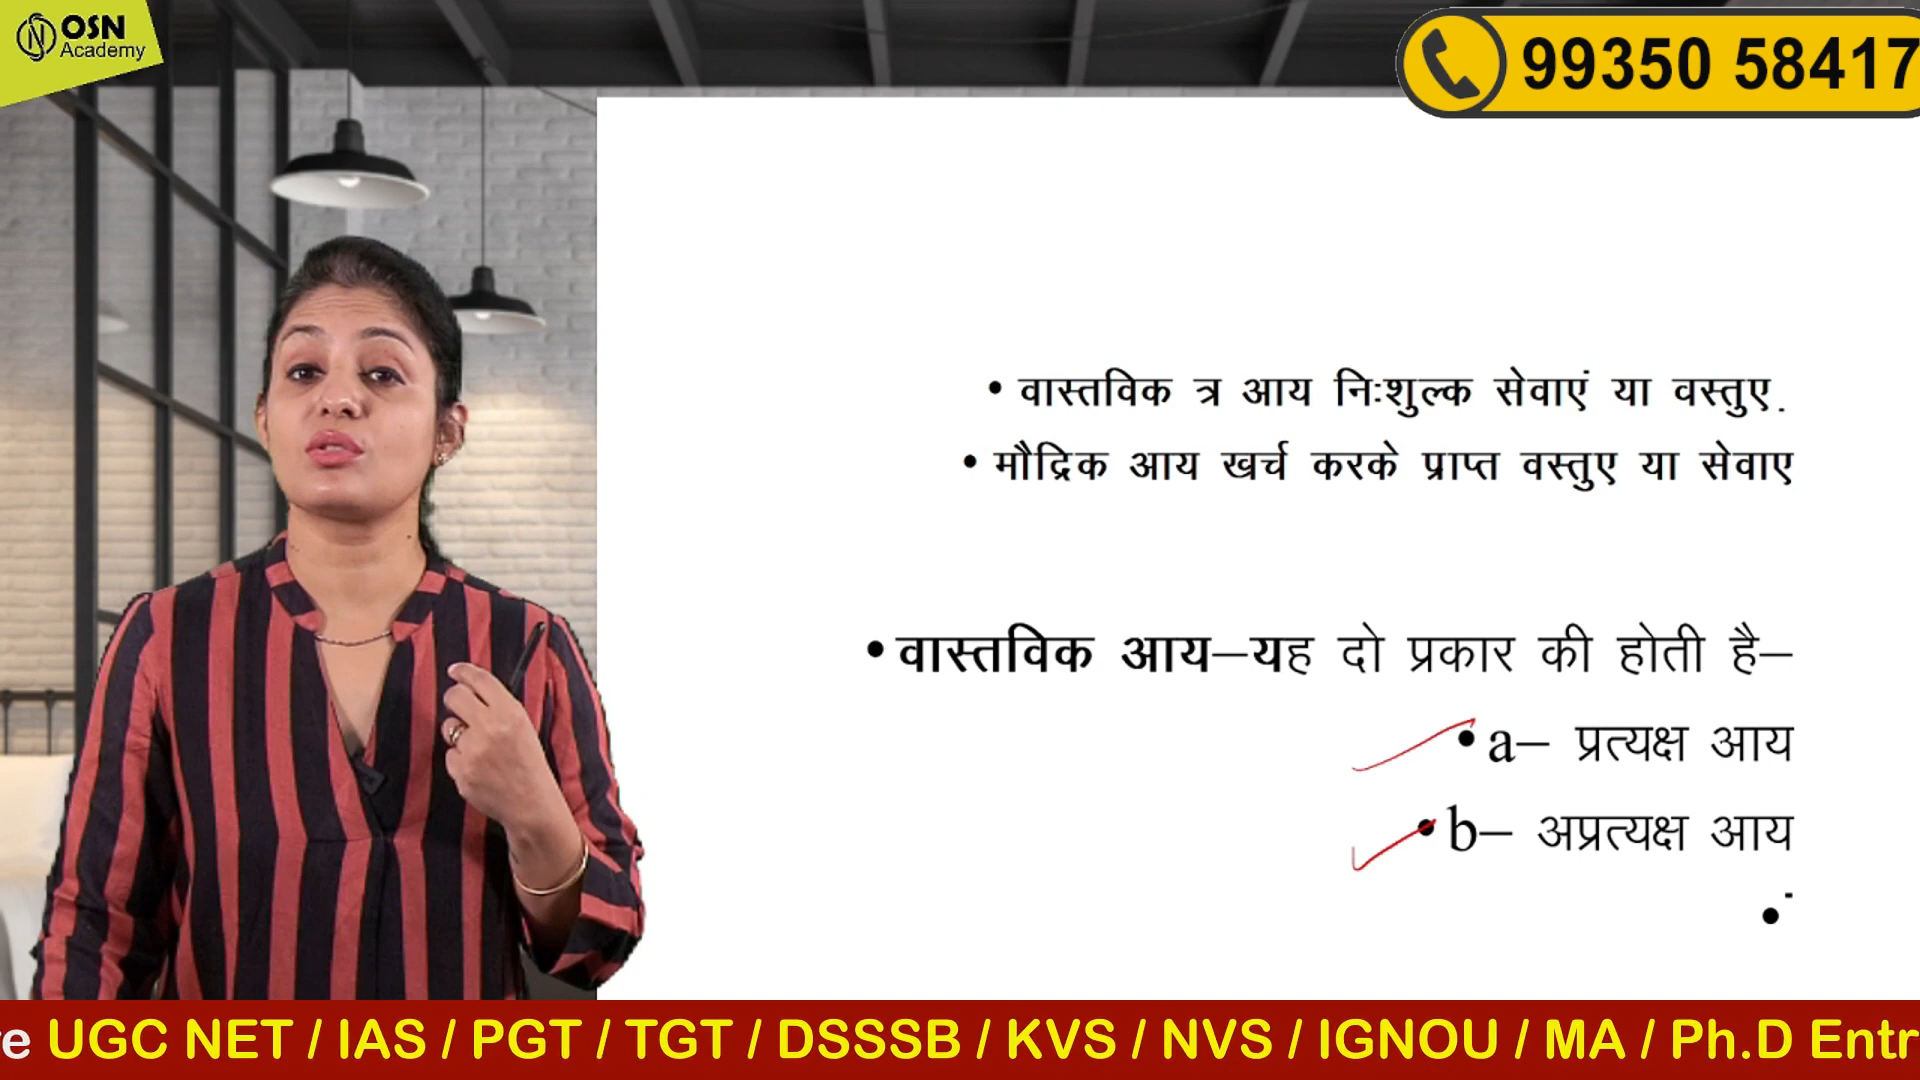 OSN
Academy
99350 58417
• वास्तविक त्र आय निःशुल्क सेवाएं या वस्तुए.
• मौद्रिक आय खर्च करके प्राप्त वस्तुए या सेवाए
• वास्तविक आय–यह दो प्रकार की होती है–
• a– प्रत्यक्ष आय
• b– अप्रत्यक्ष आय
UGC NET / IAS / PGT / TGT / DSSSB / KVS / NVS / IGNOU / MA / Ph.D Entr